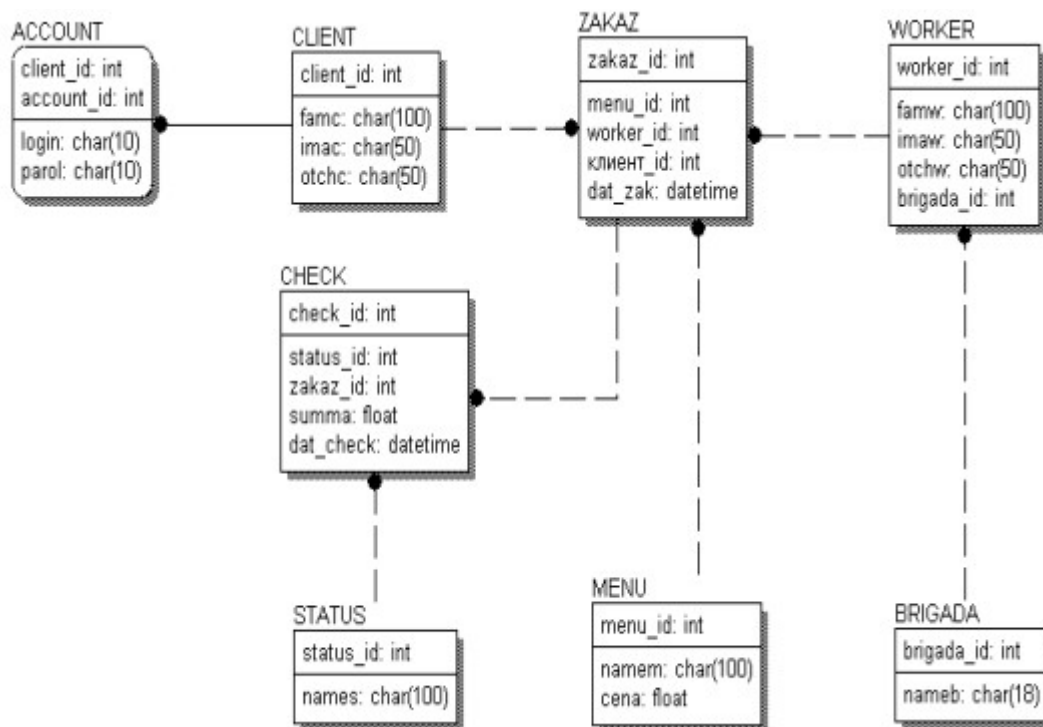 ACCOUNT
client_id: int
account_id: int
login: char(10)
parol: char(10)
CLIENT
client_id: int
famc: char(100)
imac: char(50)
otchc: char(50)
ZAKAZ
zakaz_id: int
menu_id: int
worker_id: int
клиент_id: int
dat_zak: datetime
WORKER
worker_id: int
famw: char(100)
imaw: char(50)
otchw: char(50)
brigada_id: int
CHECK
check_id: int
status_id: int
zakaz_id: int
summa: float
dat_check: datetime
STATUS
status_id: int
names: char(100)
MENU
menu_id: int
namem: char(100)
cena: float
BRIGADA
brigada_id: int
nameb: char(18)